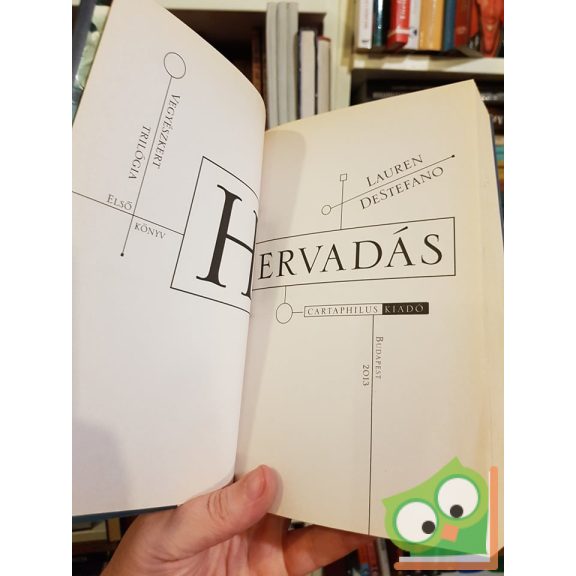 VEGYÉSZKERT
TRILÓGIA
ELSŐ
KÖNYV
HERVADÁS
LAUREN
DESTEFANO
CARTAPHILUS KIADÓ
BUDAPEST
2013